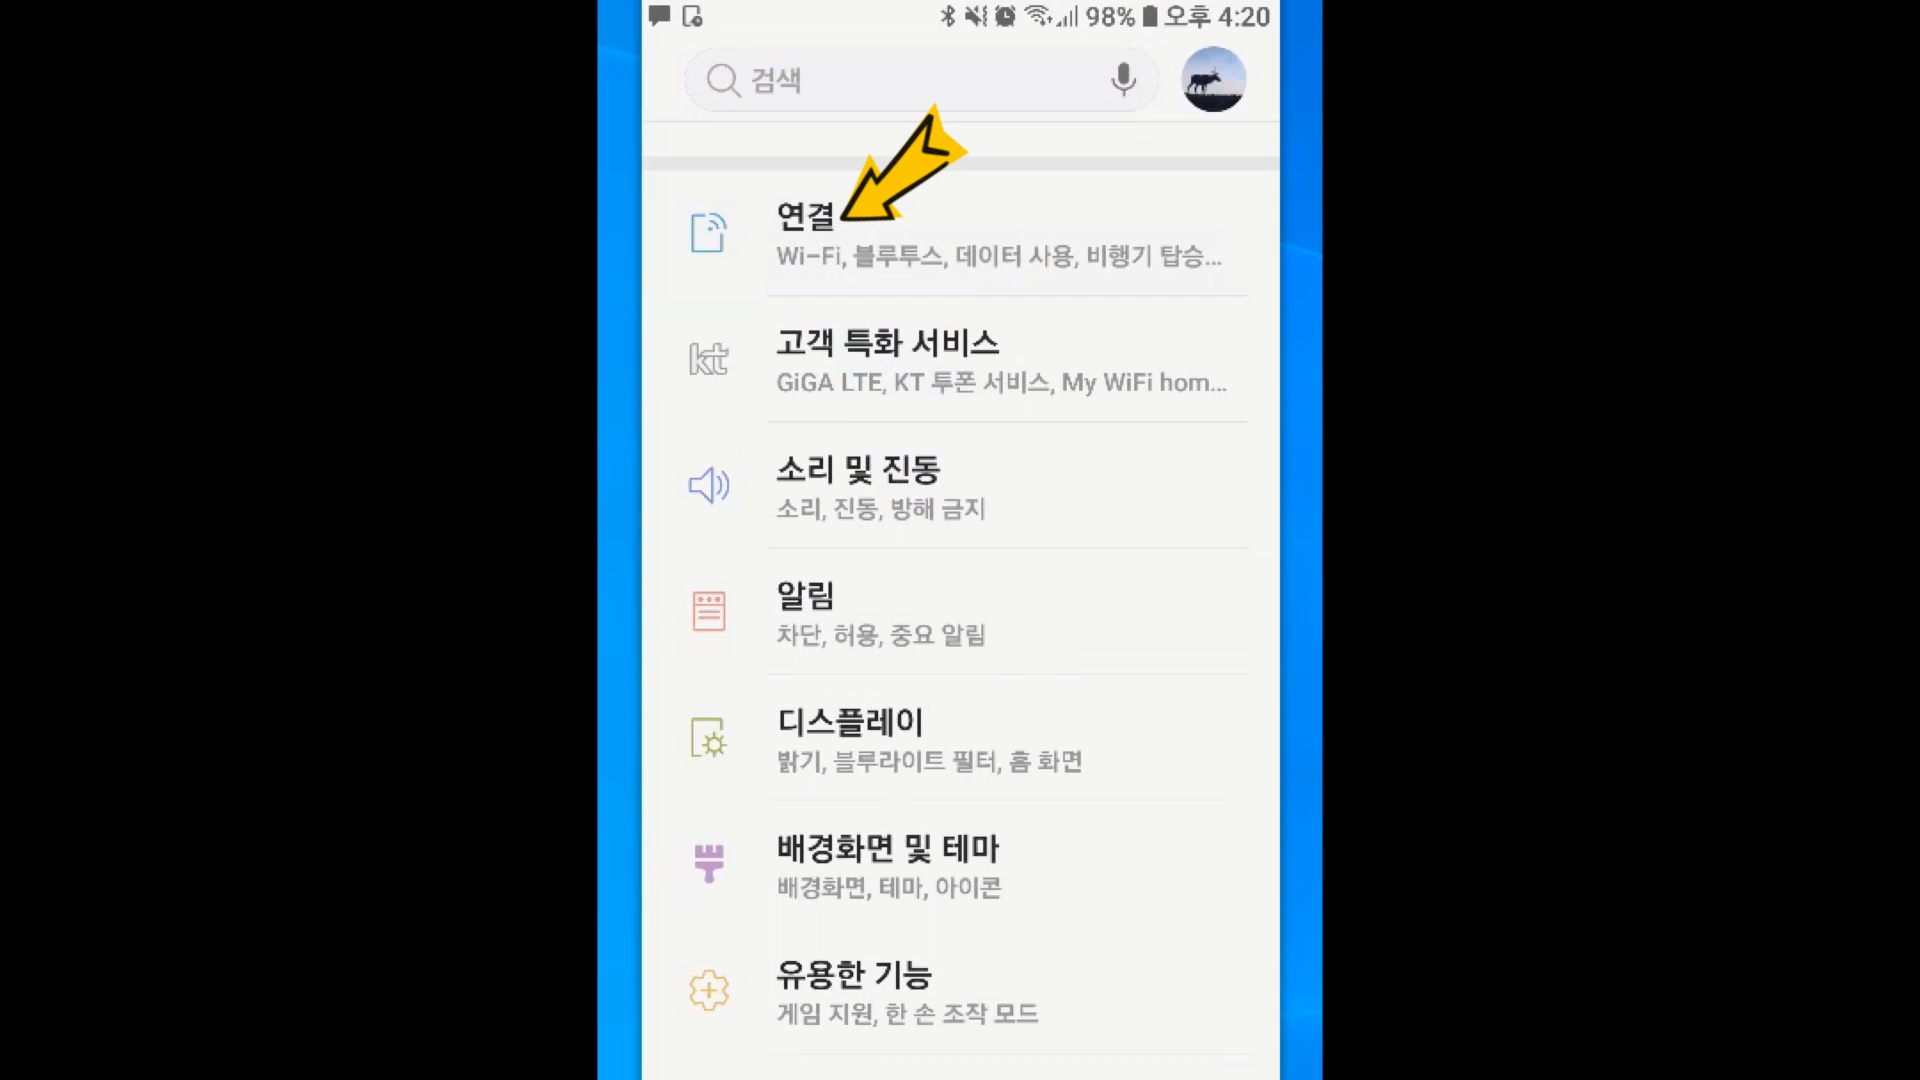 98% 오후 4:20
검색
연결
Wi-Fi, 블루투스, 데이터 사용, 비행기 탑승...
kt
고객 특화 서비스
GiGA LTE, KT 투폰 서비스, My WiFi hom...
소리 및 진동
소리, 진동, 방해 금지
알림
차단, 허용, 중요 알림
디스플레이
밝기, 블루라이트 필터, 홈 화면
배경화면 및 테마
배경화면, 테마, 아이콘
유용한 기능
게임 지원, 한 손 조작 모드